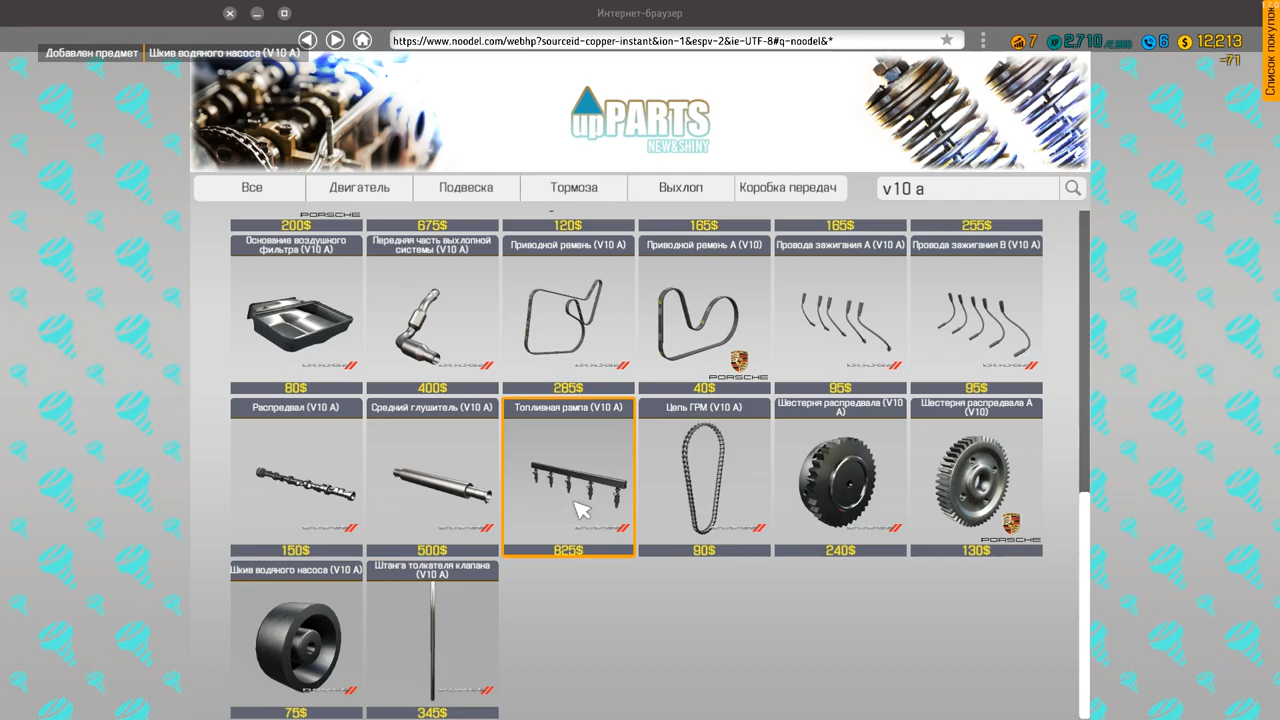 Интернет-браузер
Добавлен предмет Шкив водяного насоса (V10 A)
https://www.noodel.com/webhp?sourceid-copper-instant&ion-1&espv-2&ie-UTF-8#q-noodel&*
7 XP 2,710 6 $ 12,213
-71
Список покупок
upPARTS
NEW&SHINY
Все Двигатель Подвеска Тормоза Выхлоп Коробка передач
v10 a
PORSCHE
200$ 675$ 120$ 165$ 165$ 255$
Основание воздушного фильтра (V10 A)
Передняя часть выхлопной системы (V10 A)
Приводной ремень (V10 A)
Приводной ремень A (V10)
Провода зажигания A (V10 A)
Провода зажигания B (V10 A)
PORSCHE
80$ 400$ 285$ 40$ 95$ 95$
Распредвал (V10 A)
Средний глушитель (V10 A)
Топливная рампа (V10 A)
Цепь ГРМ (V10 A)
Шестерня распредвала (V10 A)
Шестерня распредвала A (V10)
PORSCHE
150$ 500$ 825$ 90$ 240$ 130$
Шкив водяного насоса (V10 A)
Штанга толкателя клапана (V10 A)
75$ 345$